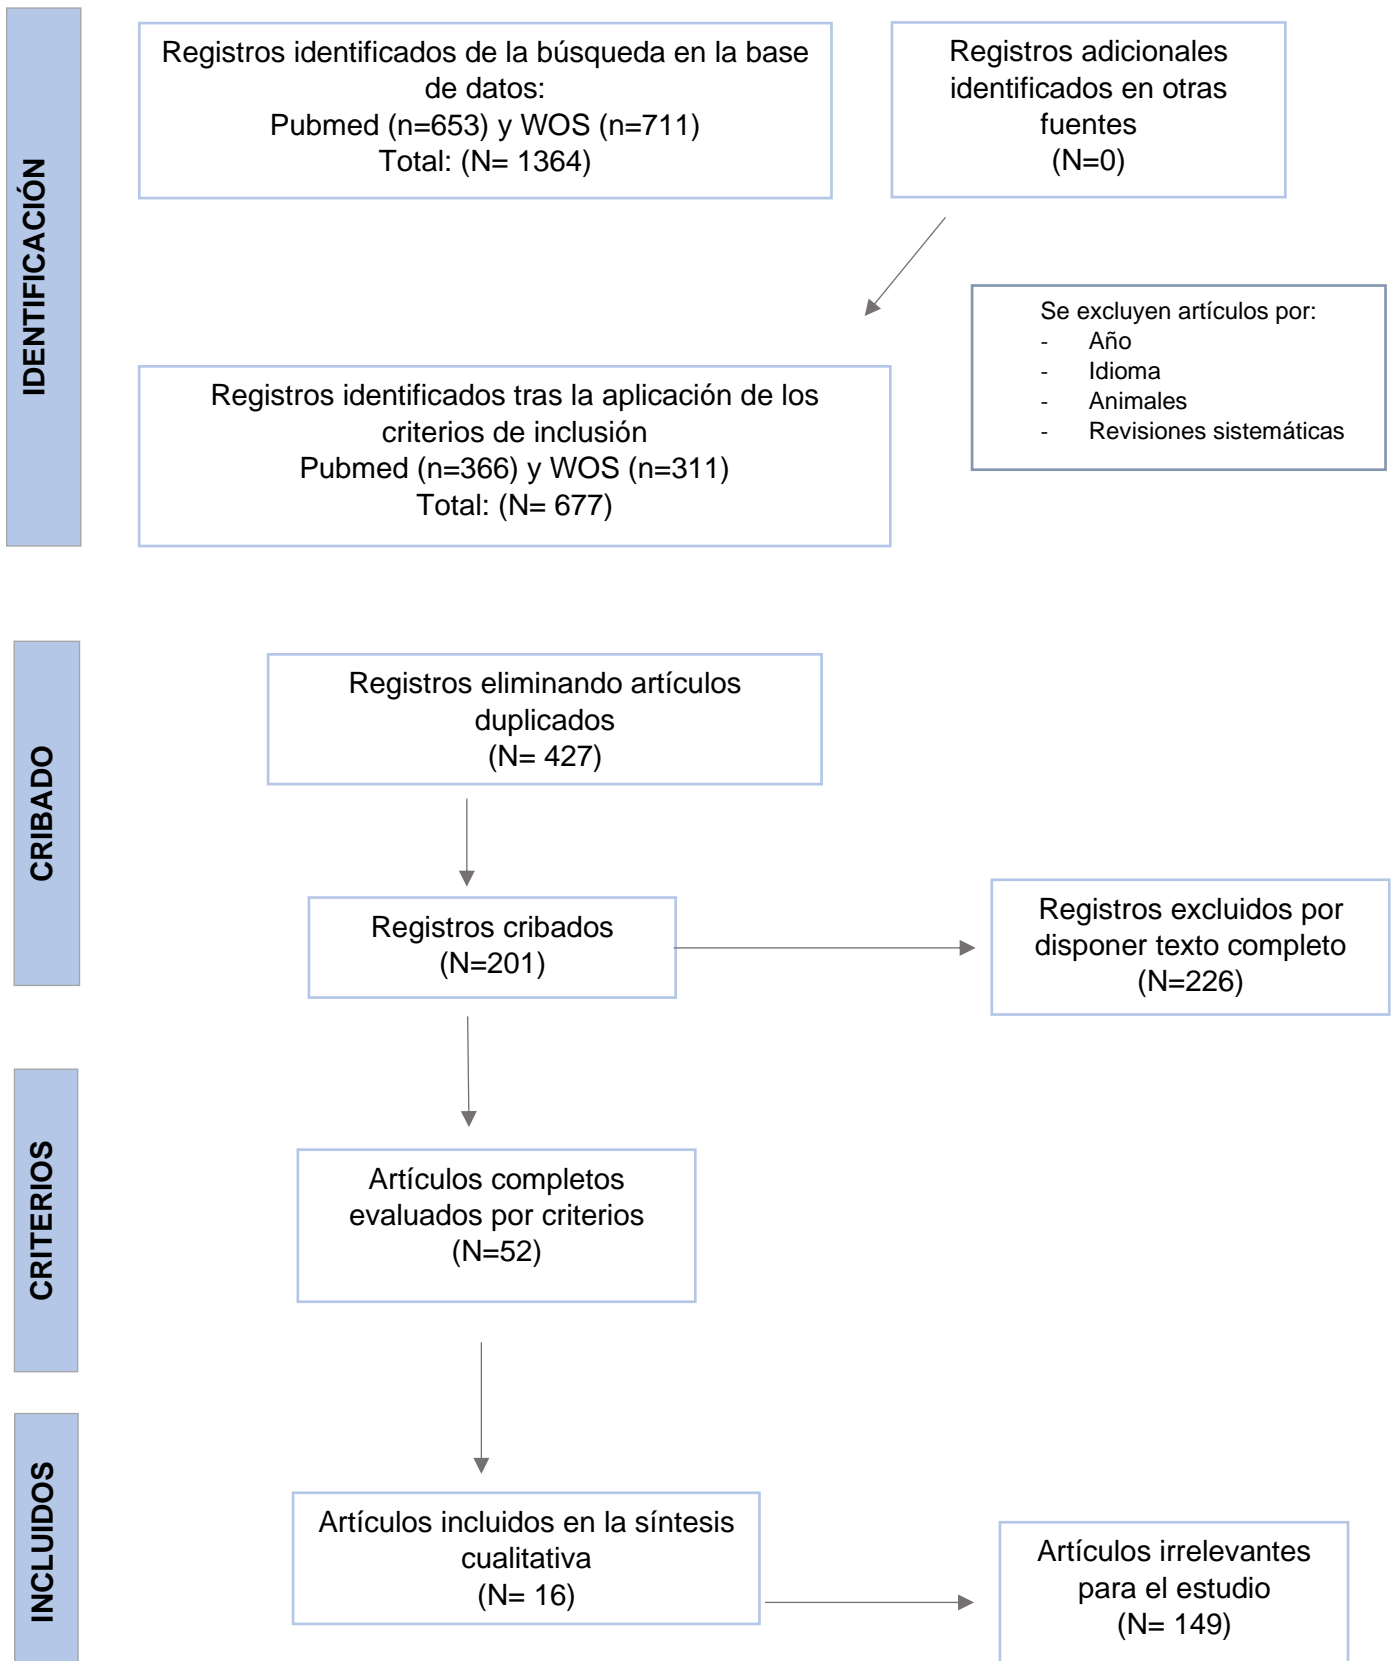 IDENTIFICACIÓN
Registros identificados de la búsqueda en la base
de datos:
Pubmed (n=653) y WOS (n=711)
Total: (N= 1364)
Registros adicionales
identificados en otras
fuentes
(N=0)
Se excluyen artículos por:
- Año
- Idioma
- Animales
- Revisiones sistemáticas
Registros identificados tras la aplicación de los
criterios de inclusión
Pubmed (n=366) y WOS (n=311)
Total: (N= 677)
CRIBADO
Registros eliminando artículos
duplicados
(N= 427)
Registros cribados
(N=201)
Registros excluidos por
disponer texto completo
(N=226)
CRITERIOS
Artículos completos
evaluados por criterios
(N=52)
INCLUIDOS
Artículos incluidos en la síntesis
cualitativa
(N= 16)
Artículos irrelevantes
para el estudio
(N= 149)